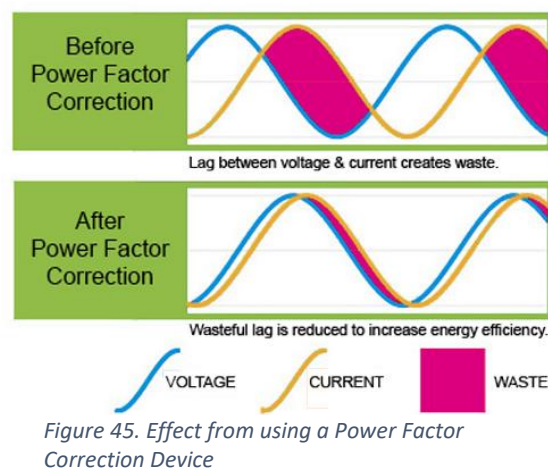 Before
Power Factor
Correction
Lag between voltage & current creates waste.
After
Power Factor
Correction
Wasteful lag is reduced to increase energy efficiency.
VOLTAGE
CURRENT
WASTE
Figure 45. Effect from using a Power Factor
Correction Device